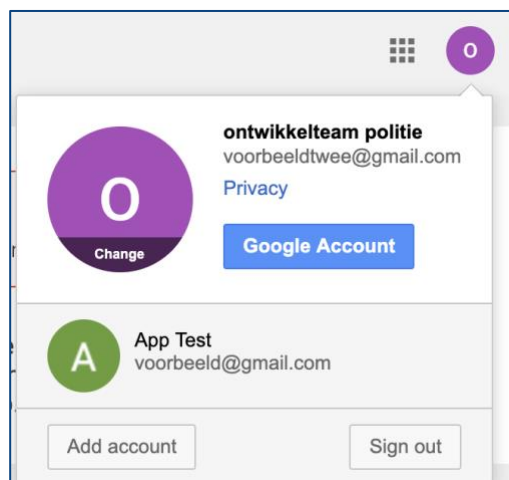 O
O
Change
ontwikkelteam politie
voorbeeldtwee@gmail.com
Privacy
Google Account
A
App Test
voorbeeld@gmail.com
Add account
Sign out